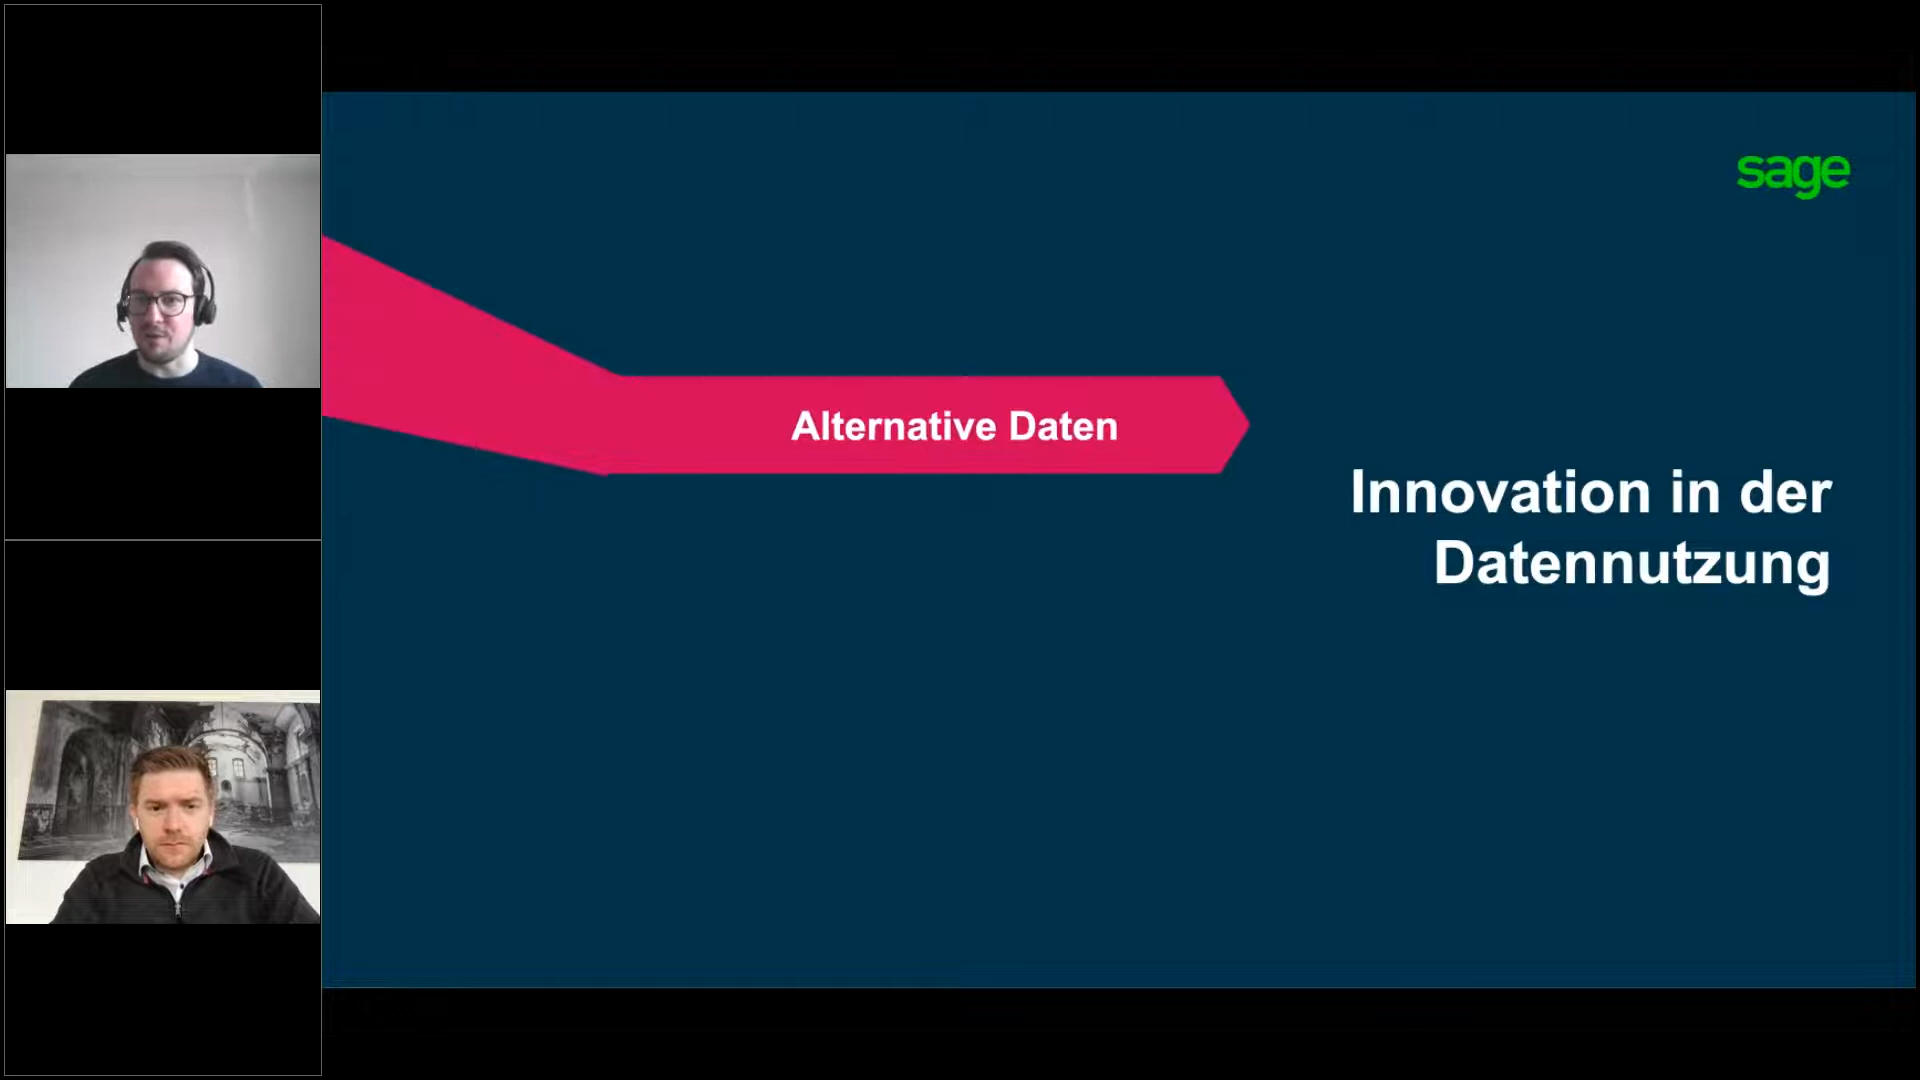 sage
Alternative Daten
Innovation in der
Datennutzung